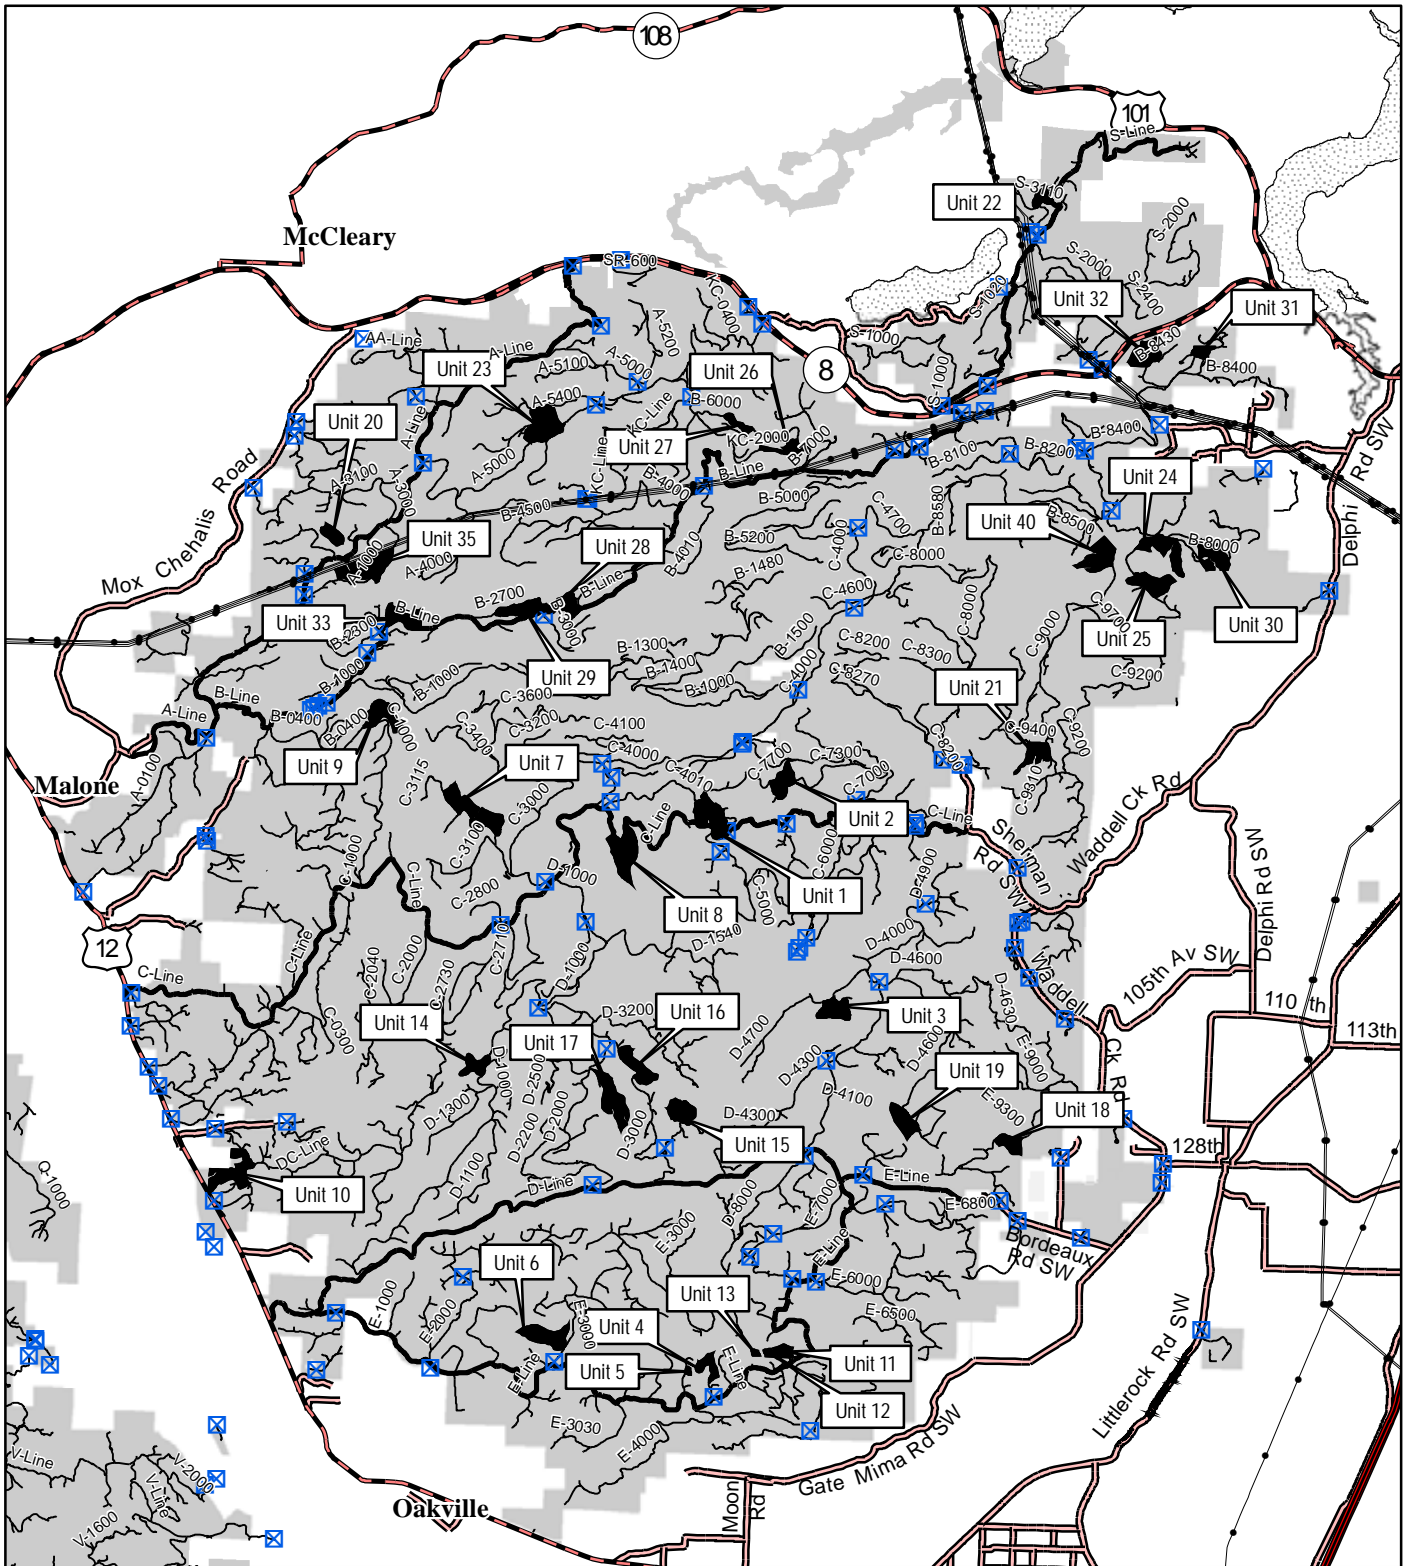 108
101
S-Line
S-3110
Unit 22
S-2000
McCleary
SR-600
KC-0400
S-2000
S-2400
S-1020
Unit 32
Unit 31
AA-Line
A-Line
A-5200
S-1000
B-8430
B-8400
8
Unit 23
A-5100
A-5000
Unit 26
A-5400
B-6000
S-1000
Unit 20
A-Line
KC-Line
Unit 27
KC-2000
B-7000
B-8400
B-8200
B-8100
Rd SW
Delphi
Mox Chehalis Road
A-3100
A-3000
A-5000
KC-Line
B-4000
B-Line
B-5000
Unit 24
B-4500
C-4700
B-8580
Unit 40
B-8500
Unit 35
A-1000
A-4000
Unit 28
B-5200
C-4000
C-8000
B-8000
B-4010
B-1480
B-2700
B-Line
C-4600
C-9700
Unit 33
B-Line
B-3000
B-2300
Unit 30
Unit 25
B-1300
B-1500
C-8200
C-8300
C-8000
C-9000
C-9200
B-1400
Unit 29
B-1000
B-1000
B-1000
C-4000
C-8270
Unit 21
B-Line
C-3600
B-0400
B-0400
C-1000
C-3200
C-3400
C-4100
A-Line
C-9400
C-9200
Unit 9
Unit 7
C-4000
C-4010
C-7700
C-7300
C-8200
Malone
A-0100
C-3115
C-3000
C-7000
C-9310
Waddell Ck Rd
C-Line
Unit 2
C-Line
Sherman
Rd SW
C-3100
C-1000
C-Line
D-1000
C-6000
D-4900
Delphi Rd SW
C-2800
Unit 1
C-5000
Unit 8
12
D-1540
C-2710
C-Line
C-2040
C-2000
C-2730
D-1000
D-4000
D-4600
Waddell
105th Av SW
C-Line
D-4630
110 th
C-0300
Unit 14
D-3200
Unit 16
Unit 3
113th
Unit 17
D-4700
D-4600
E-9000
Ck Rd
D-1000
D-2500
D-4300
Unit 19
D-1300
D-4100
E-9300
D-2000
D-2200
D-3000
D-4300
Unit 18
Unit 15
128th
DC-Line
Q-1000
D-1100
D-Line
E-Line
Unit 10
D-8000
E-7000
E-6800
E-3000
E-Line
Bordeaux
Rd SW
Unit 6
E-6000
Unit 13
E-1000
E-2000
E-3000
Unit 4
E-6500
Littlerock Rd SW
Unit 11
E-Line
Unit 5
E-Line
Unit 12
E-3030
E-4000
Gate Mima Rd SW
V-Line
V-2000
V-Line
V-1600
Oakville
Moon
Rd